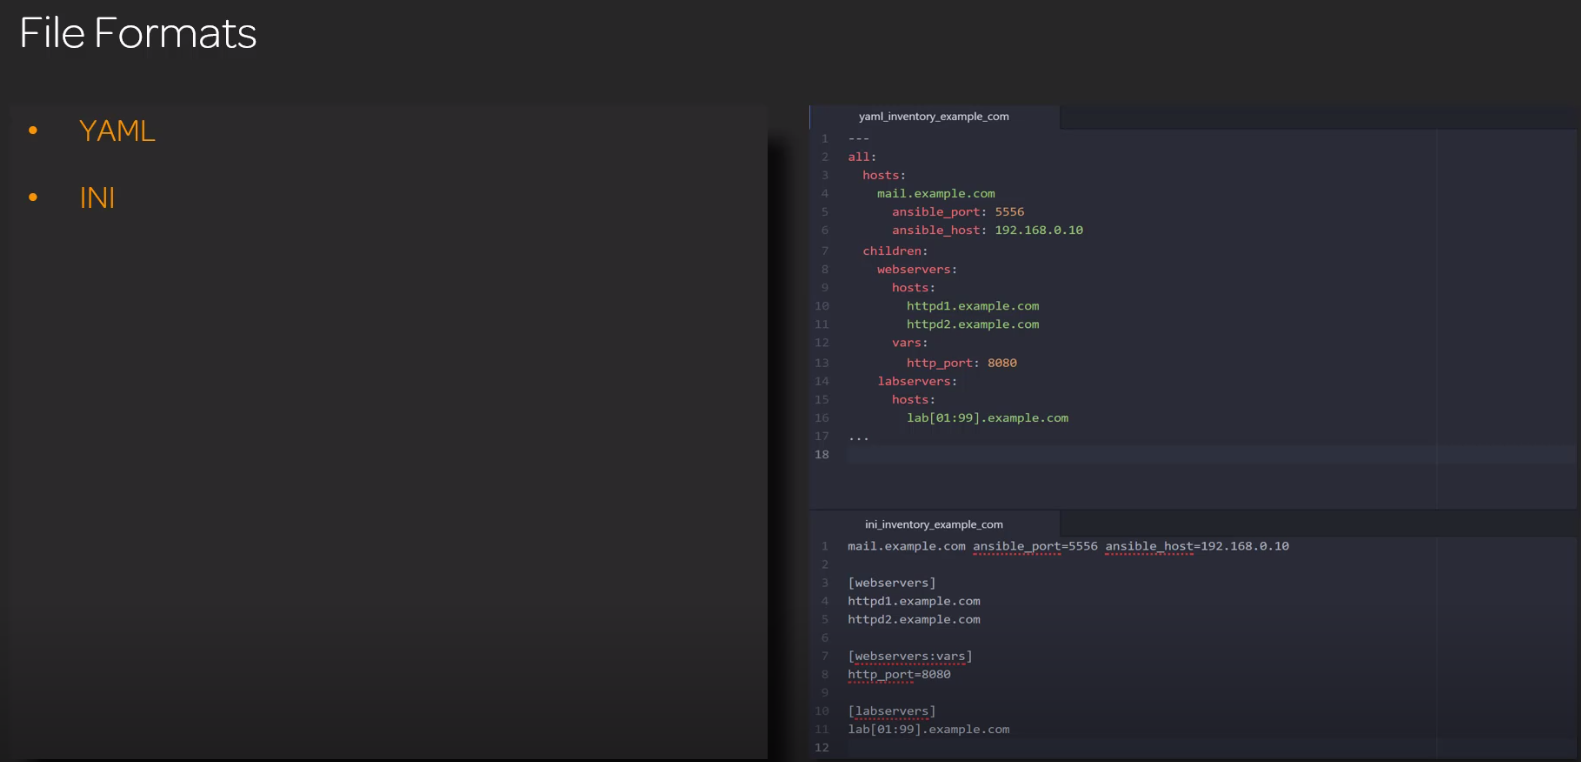 File Formats
• YAML
• INI
yaml_inventory_example_com
1 ---
2 all:
3   hosts:
4     mail.example.com
5       ansible_port: 5556
6       ansible_host: 192.168.0.10
7   children:
8     webservers:
9       hosts:
10         httpd1.example.com
11         httpd2.example.com
12       vars:
13         http_port: 8080
14     labservers:
15       hosts:
16         lab[01:99].example.com
17 ...
18
ini_inventory_example_com
1 mail.example.com ansible_port=5556 ansible_host=192.168.0.10
2
3 [webservers]
4 httpd1.example.com
5 httpd2.example.com
6
7 [webservers:vars]
8 http_port=8080
9
10 [labservers]
11 lab[01:99].example.com
12